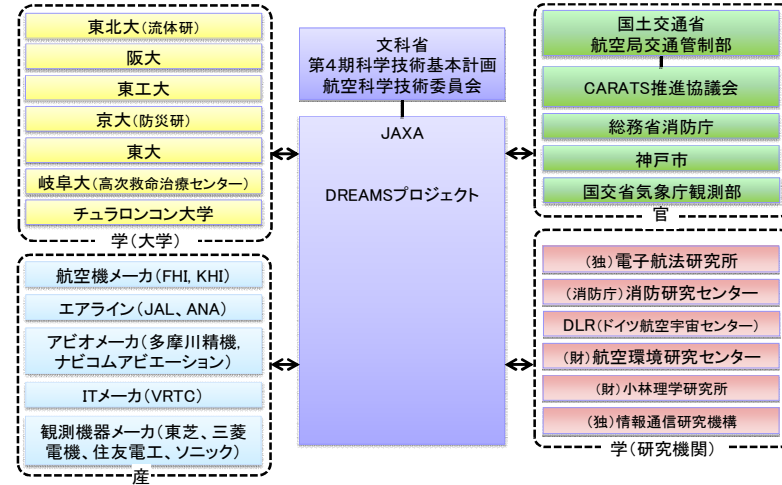 東北大（流体研）
阪大
東工大
京大（防災研）
東大
岐阜大（高次救命治療センター）
チュラロンコン大学
学（大学）
航空機メーカ（FHI, KHI）
エアライン（JAL、ANA）
アビオメーカ（多摩川精機,
ナビコムアビエーション）
ITメーカ（VRTC）
観測機器メーカ（東芝、三菱
電機、住友電工、ソニック）
産
文科省
第４期科学技術基本計画
航空科学技術委員会
JAXA
DREAMSプロジェクト
国土交通省
航空局交通管制部
CARATS推進協議会
総務省消防庁
神戸市
国交省気象庁観測部
官
（独）電子航法研究所
（消防庁）消防研究センター
DLR（ドイツ航空宇宙センター）
（財）航空環境研究センター
（財）小林理学研究所
（独）情報通信研究機構
学（研究機関）